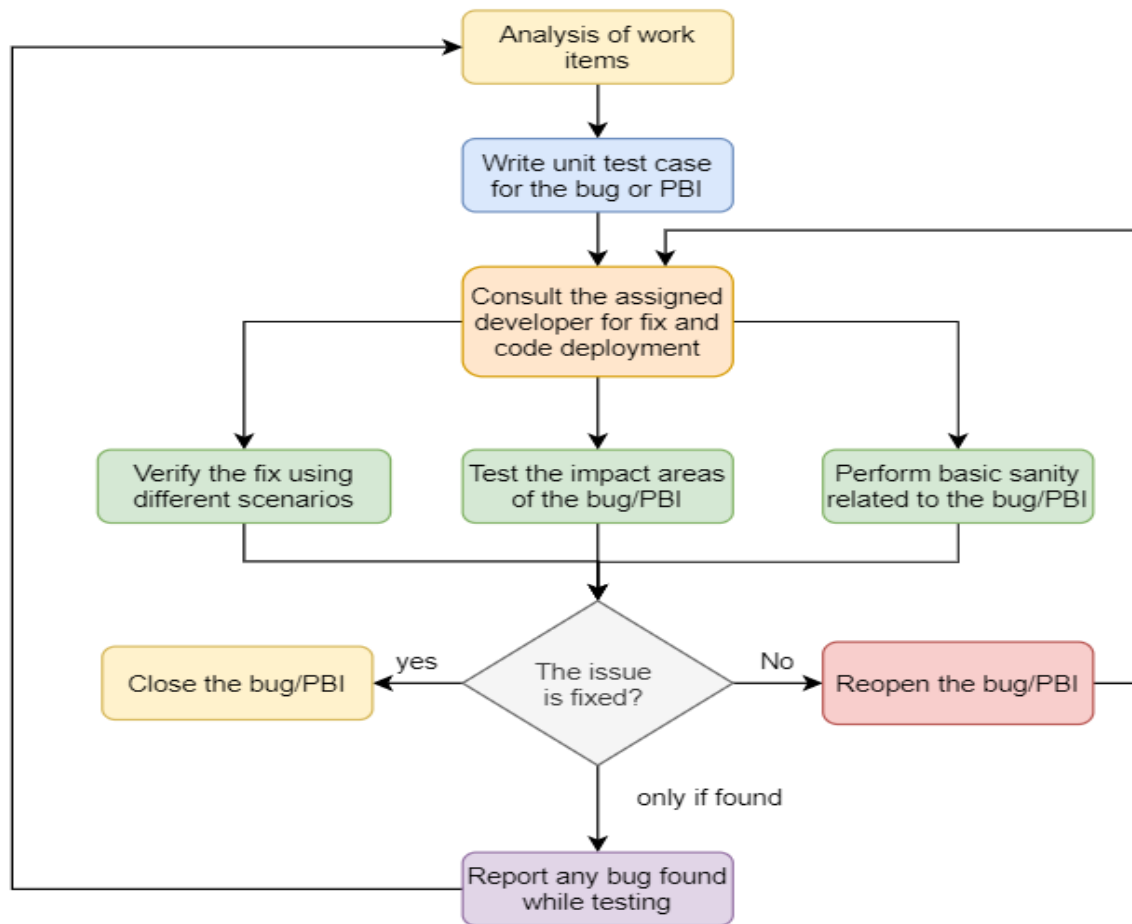 Analysis of work
items
Write unit test case
for the bug or PBI
Consult the assigned
developer for fix and
code deployment
Verify the fix using
different scenarios
Test the impact areas
of the bug/PBI
Perform basic sanity
related to the bug/PBI
yes
No
Close the bug/PBI
The issue
is fixed?
Reopen the bug/PBI
only if found
Report any bug found
while testing